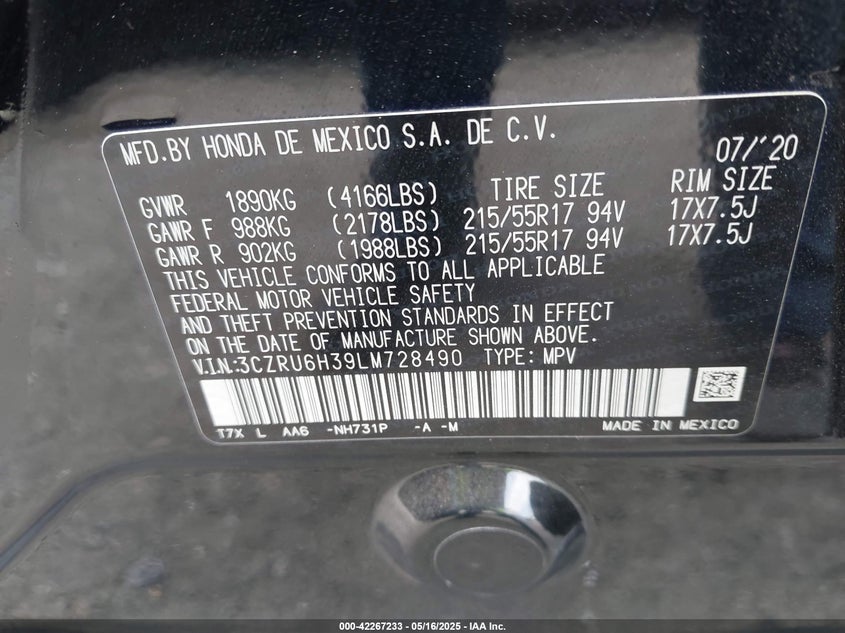 MFD.BY HONDA DE MEXICO S.A. DE C.V.
07/'20
GVWR 1890KG (4166LBS) TIRE SIZE RIM SIZE
GAWR F 988KG (2178LBS) 215/55R17 94V 17X7.5J
GAWR R 902KG (1988LBS) 215/55R17 94V 17X7.5J
THIS VEHICLE CONFORMS TO ALL APPLICABLE
FEDERAL MOTOR VEHICLE SAFETY
AND THEFT PREVENTION STANDARDS IN EFFECT
ON THE DATE OF MANUFACTURE SHOWN ABOVE.
V.I.N.:3CZRU6H39LM728490 TYPE: MPV
T7X L AA6 -NH731P -A -M
MADE IN MEXICO
000-42267233 - 05/16/2025 - IAA Inc.